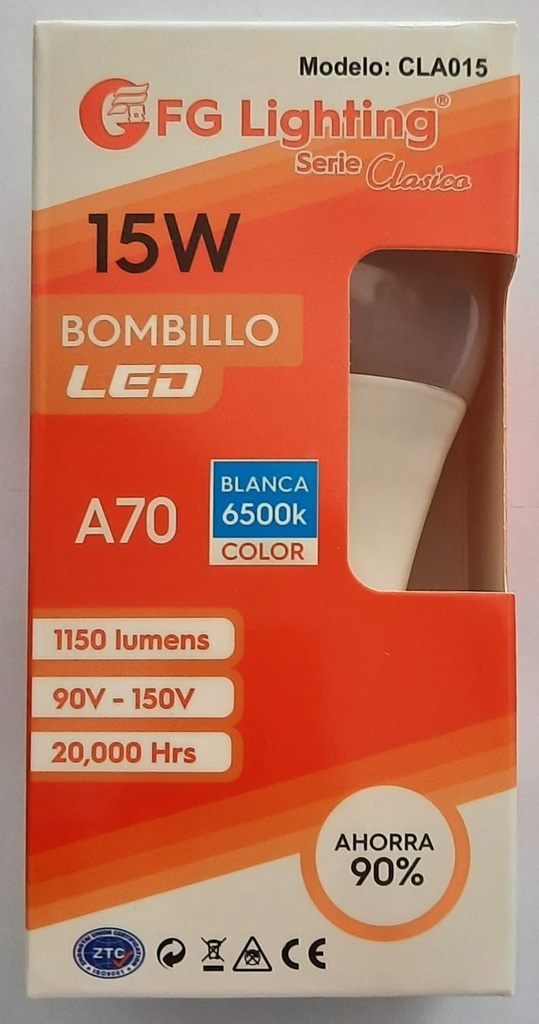 Modelo: CLA015
FG Lighting®
Serie Clasica
15W
BOMBILLO
LED
A70
BLANCA
6500k
COLOR
1150 lumens
90V - 150V
20,000 Hrs
AHORRA
90%
ZTC
CE